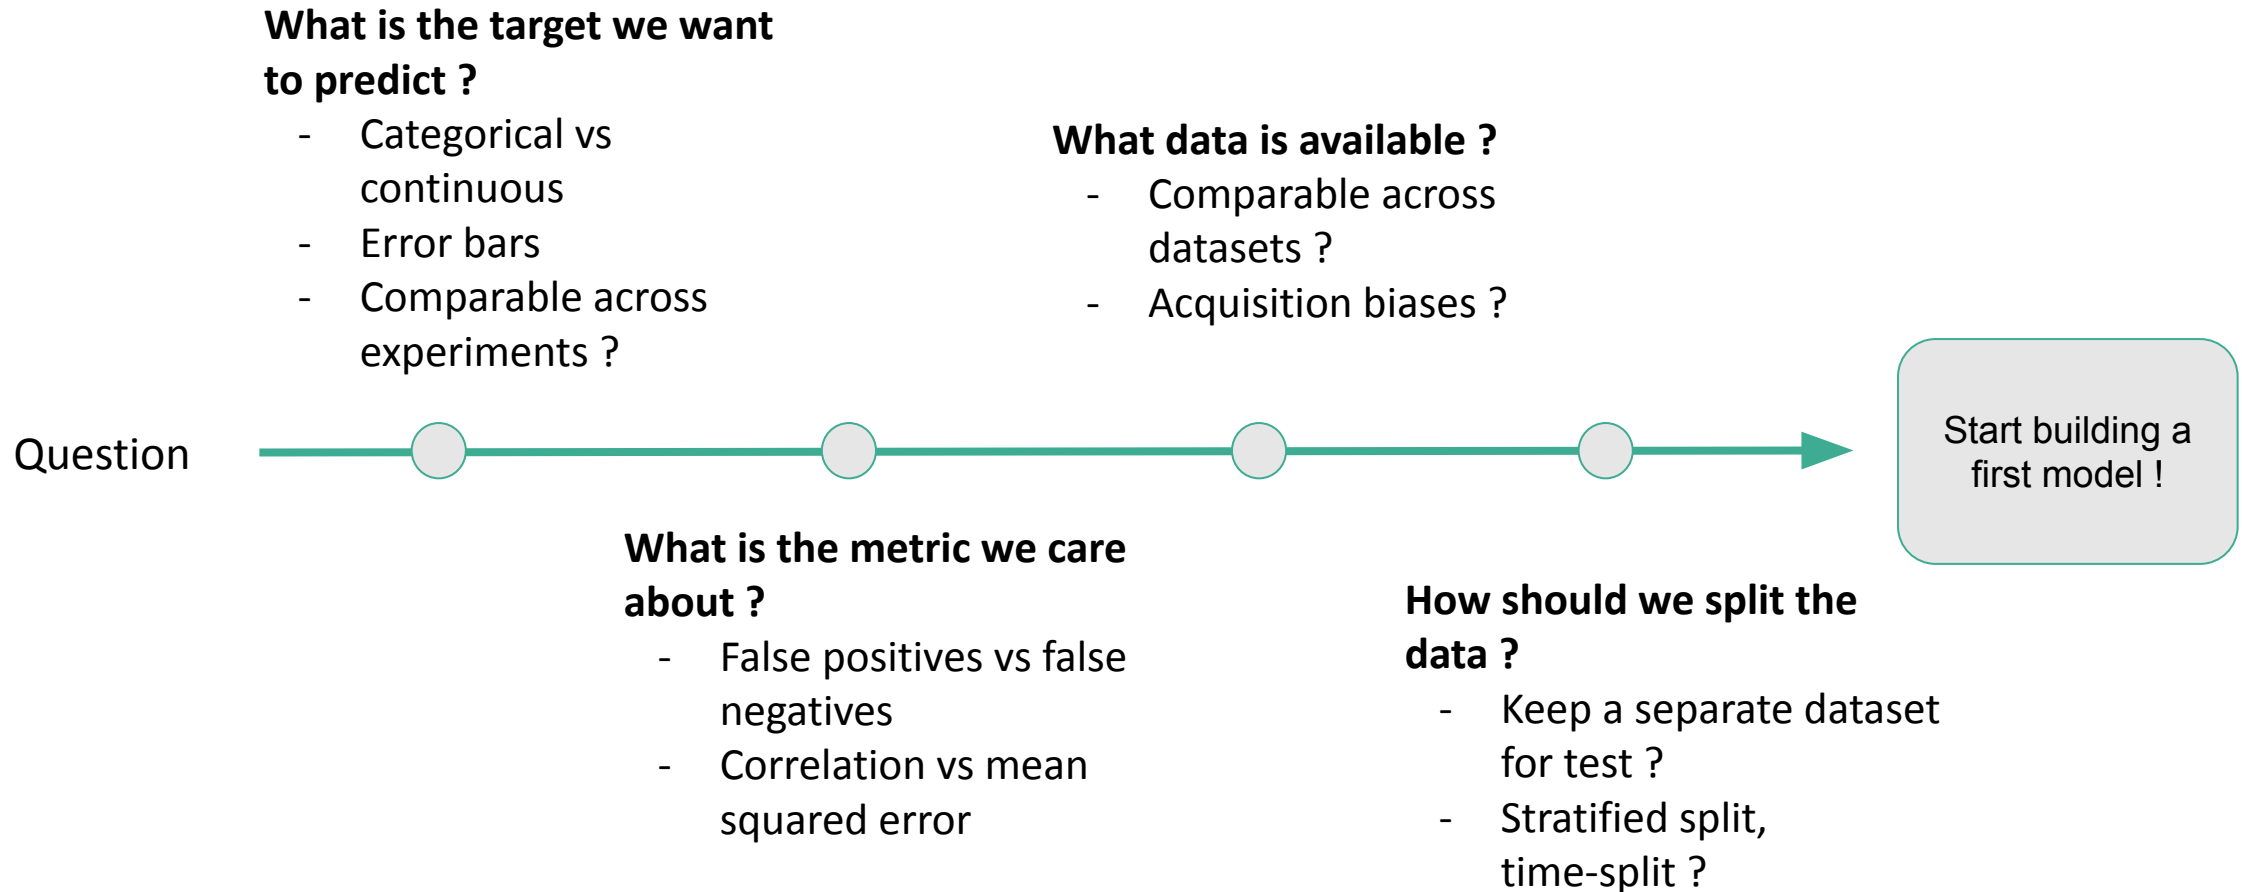 What is the target we want
to predict ?
- Categorical vs
continuous
- Error bars
- Comparable across
experiments ?
What data is available ?
- Comparable across
datasets ?
- Acquisition biases ?
Question
Start building a
first model !
What is the metric we care
about ?
- False positives vs false
negatives
- Correlation vs mean
squared error
How should we split the
data ?
- Keep a separate dataset
for test ?
- Stratified split,
time-split ?